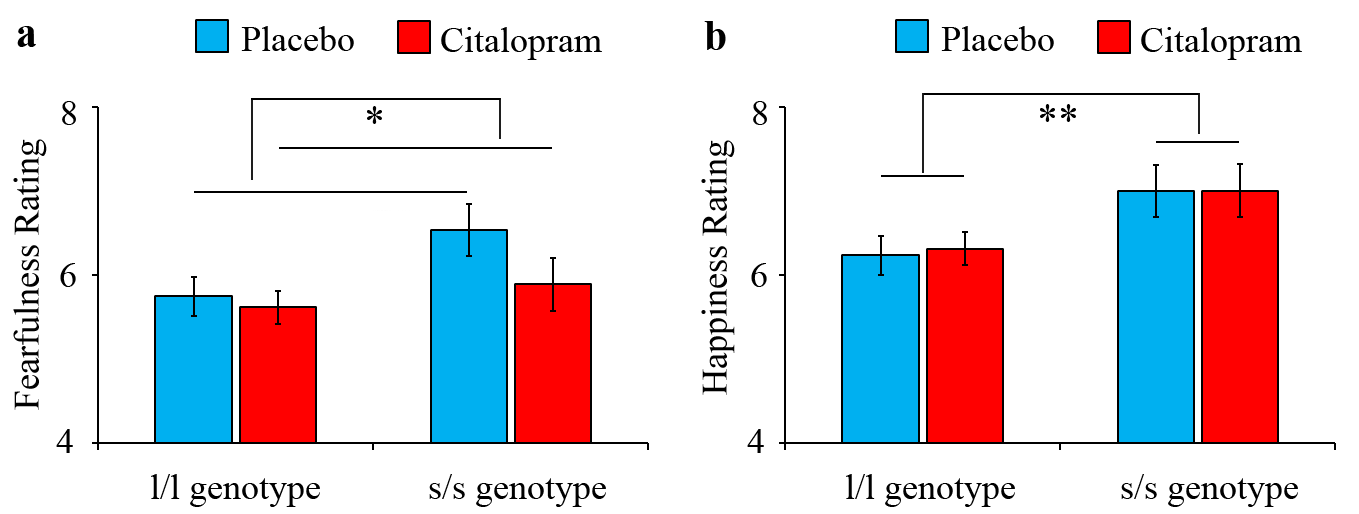 a
Placebo
Citalopram
Fearfulness Rating
8
6
4
*
l/l genotype
s/s genotype
b
Placebo
Citalopram
Happiness Rating
8
6
4
**
l/l genotype
s/s genotype